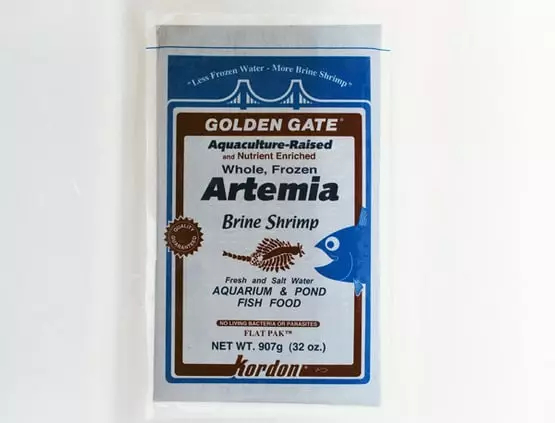 "Less Frozen Water - More Brine Shrimp"
GOLDEN GATE®
Aquaculture-Raised
and Nutrient Enriched
Whole, Frozen
Artemia
Brine Shrimp
QUALITY
GUARANTEED
Fresh and Salt Water
AQUARIUM & POND
FISH FOOD
NO LIVING BACTERIA OR PARASITES
FLAT PAK™
NET WT. 907g (32 oz.)
Kordon